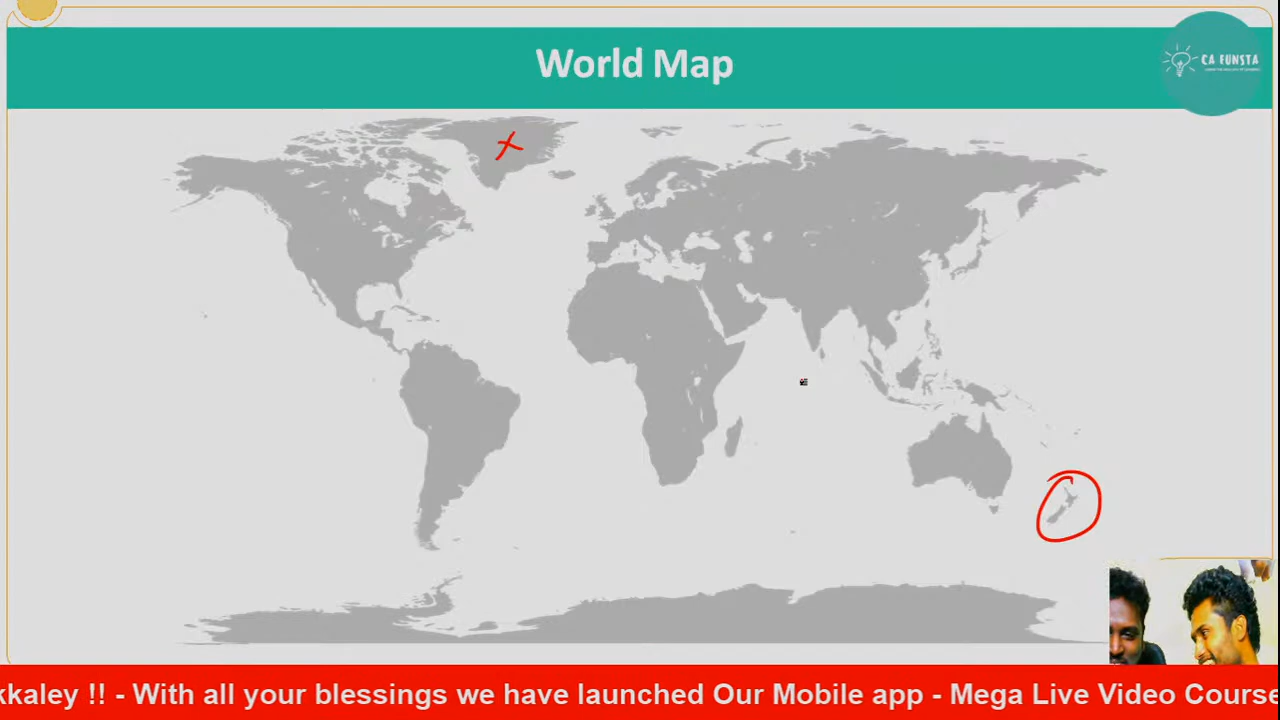 World Map
CA FUNSTA
kkaley !! - With all your blessings we have launched Our Mobile app - Mega Live Video Course